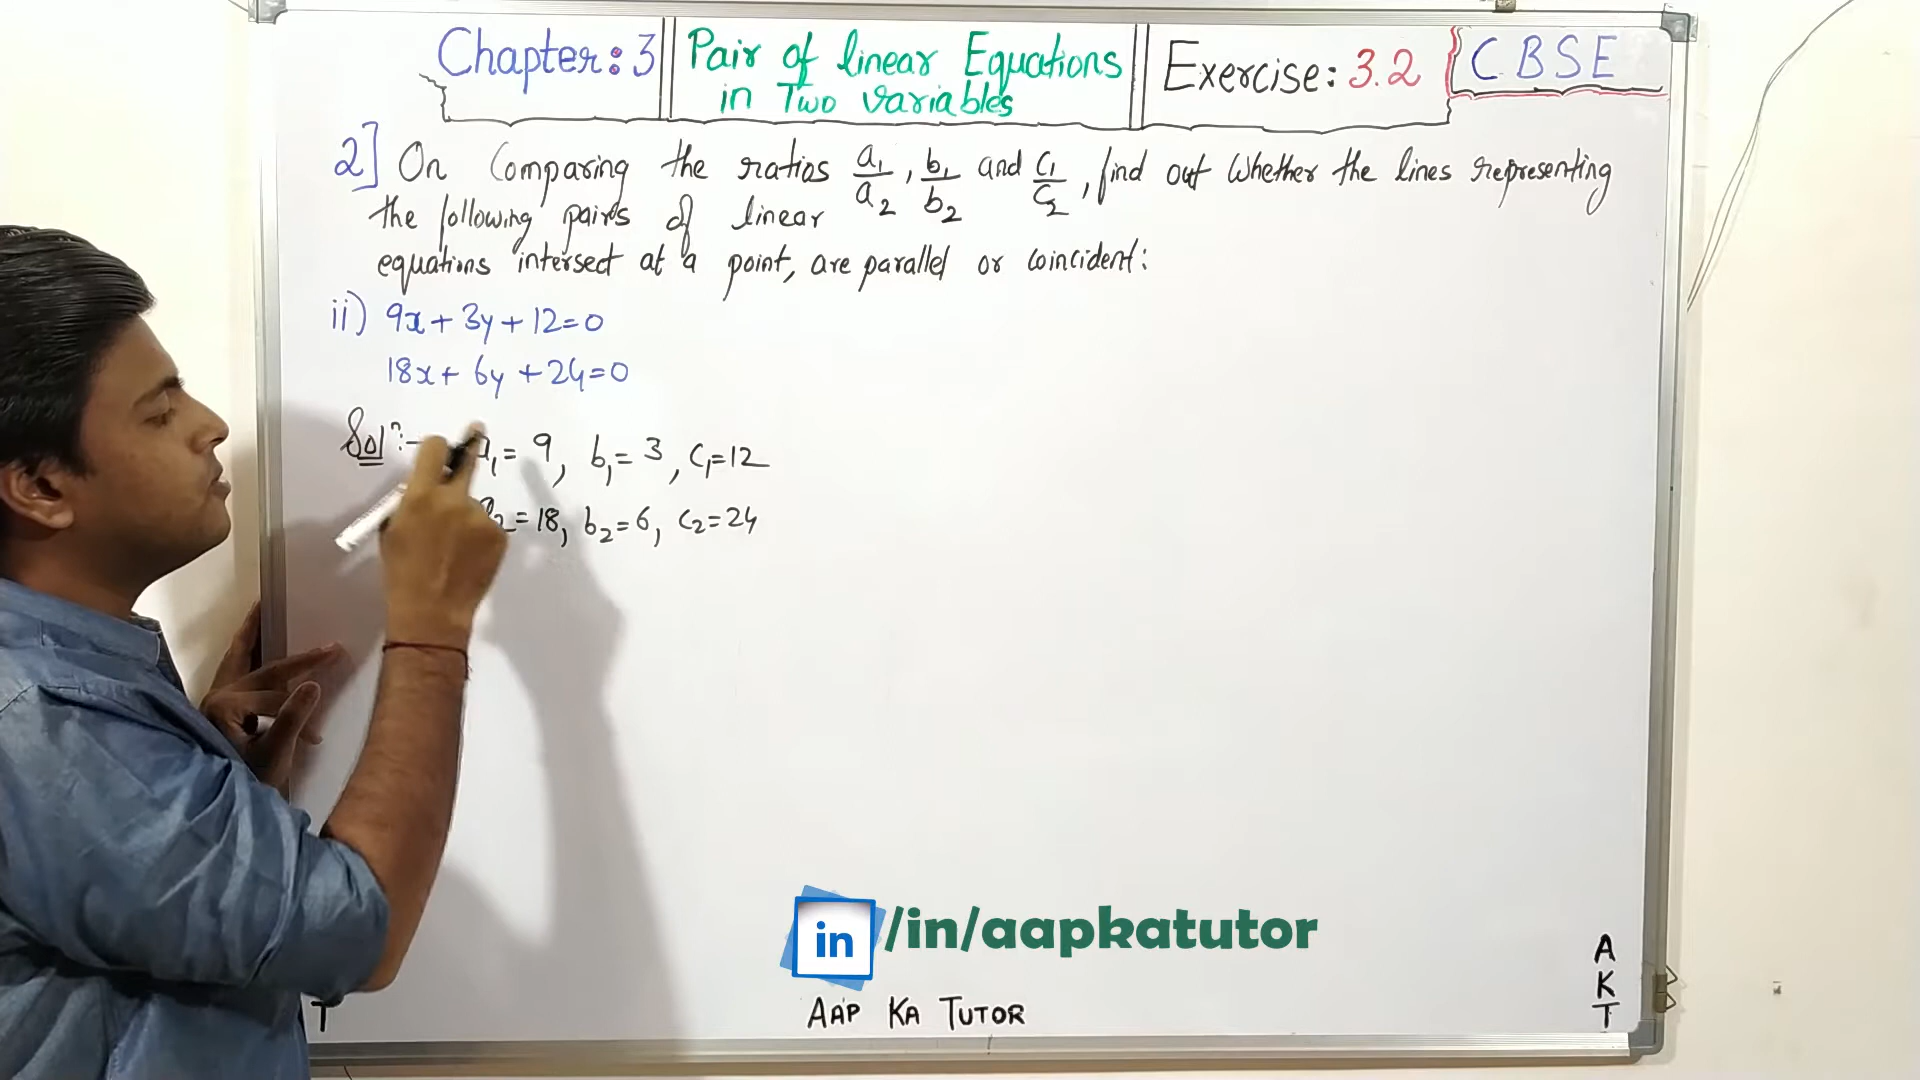 Chapter: 3 Pair of linear Equations in Two variables Exercise: 3.2 CBSE
2] On Comparing the ratios a₁/a₂, b₁/b₂ and c₁/c₂, find out whether the lines representing
the following pairs of linear
equations intersect at a point, are parallel or coincident:
ii) 9x + 3y + 12 = 0
18x + 6y + 24 = 0
Solⁿ:- a₁ = 9, b₁ = 3, c₁ = 12
a₂ = 18, b₂ = 6, c₂ = 24
in /in/aapkatutor
A
K
T
T
AAP KA TUTOR